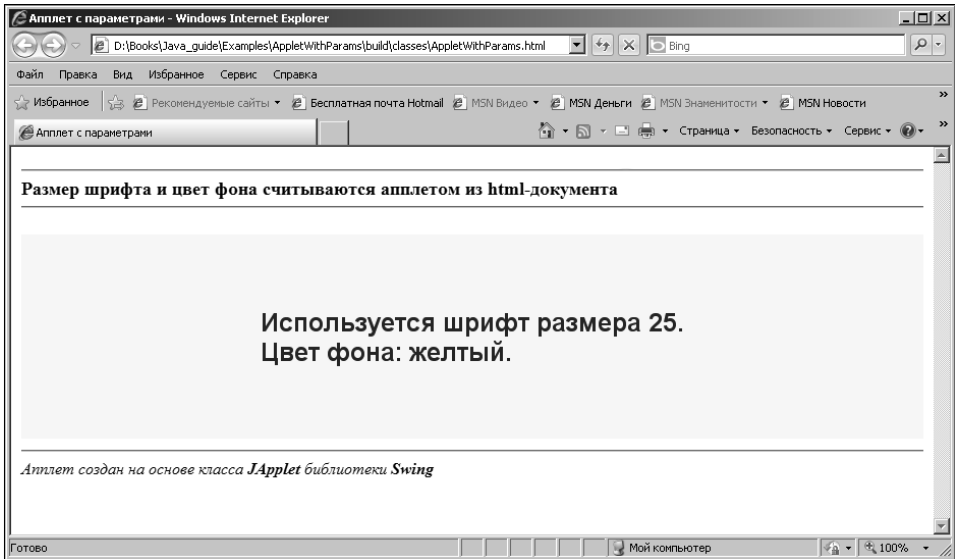 Апплет с параметрами - Windows Internet Explorer
D:\Books\Java_guide\Examples\AppletWithParams\build\classes\AppletWithParams.html
Bing
Файл Правка Вид Избранное Сервис Справка
Избранное Рекомендуемые сайты Бесплатная почта Hotmail MSN Видео MSN Деньги MSN Знаменитости MSN Новости
Апплет с параметрами Страница Безопасность Сервис
Размер шрифта и цвет фона считываются апплетом из html-документа
Используется шрифт размера 25.
Цвет фона: желтый.
Апплет создан на основе класса JApplet библиотеки Swing
Готово Мой компьютер 100%